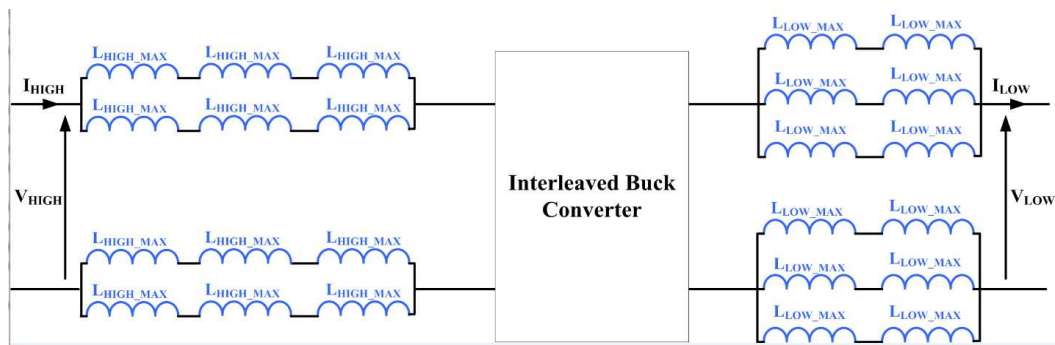 L_HIGH_MAX L_HIGH_MAX L_HIGH_MAX
I_HIGH
L_HIGH_MAX L_HIGH_MAX L_HIGH_MAX
V_HIGH
L_HIGH_MAX L_HIGH_MAX L_HIGH_MAX
L_HIGH_MAX L_HIGH_MAX L_HIGH_MAX
Interleaved Buck
Converter
L_LOW_MAX L_LOW_MAX
L_LOW_MAX L_LOW_MAX
I_LOW
L_LOW_MAX L_LOW_MAX
V_LOW
L_LOW_MAX L_LOW_MAX
L_LOW_MAX L_LOW_MAX
L_LOW_MAX L_LOW_MAX